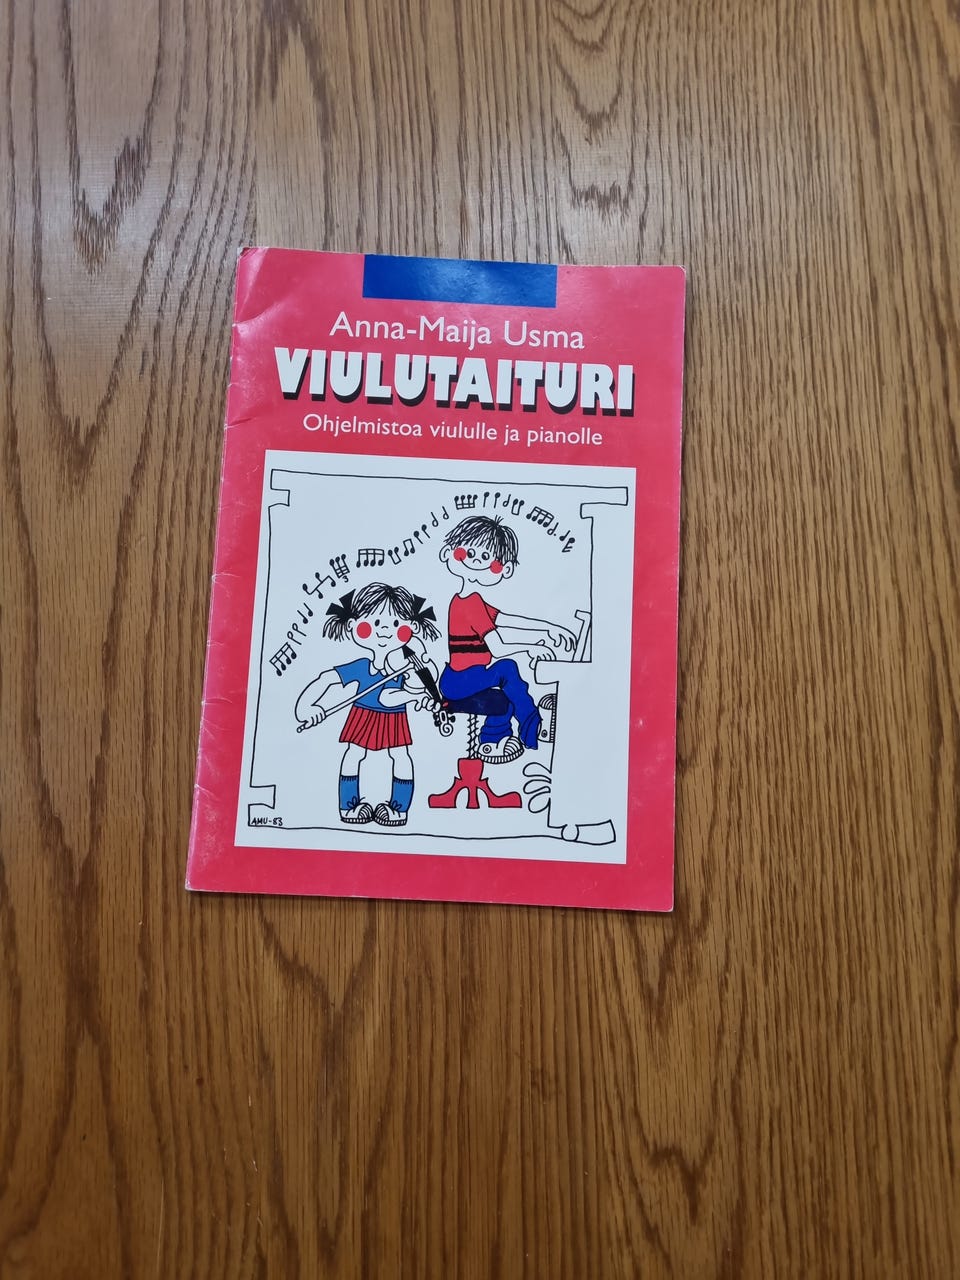 Anna-Maija Usma
VIULUTAITURI
Ohjelmistoa viululle ja pianolle
AMU-83